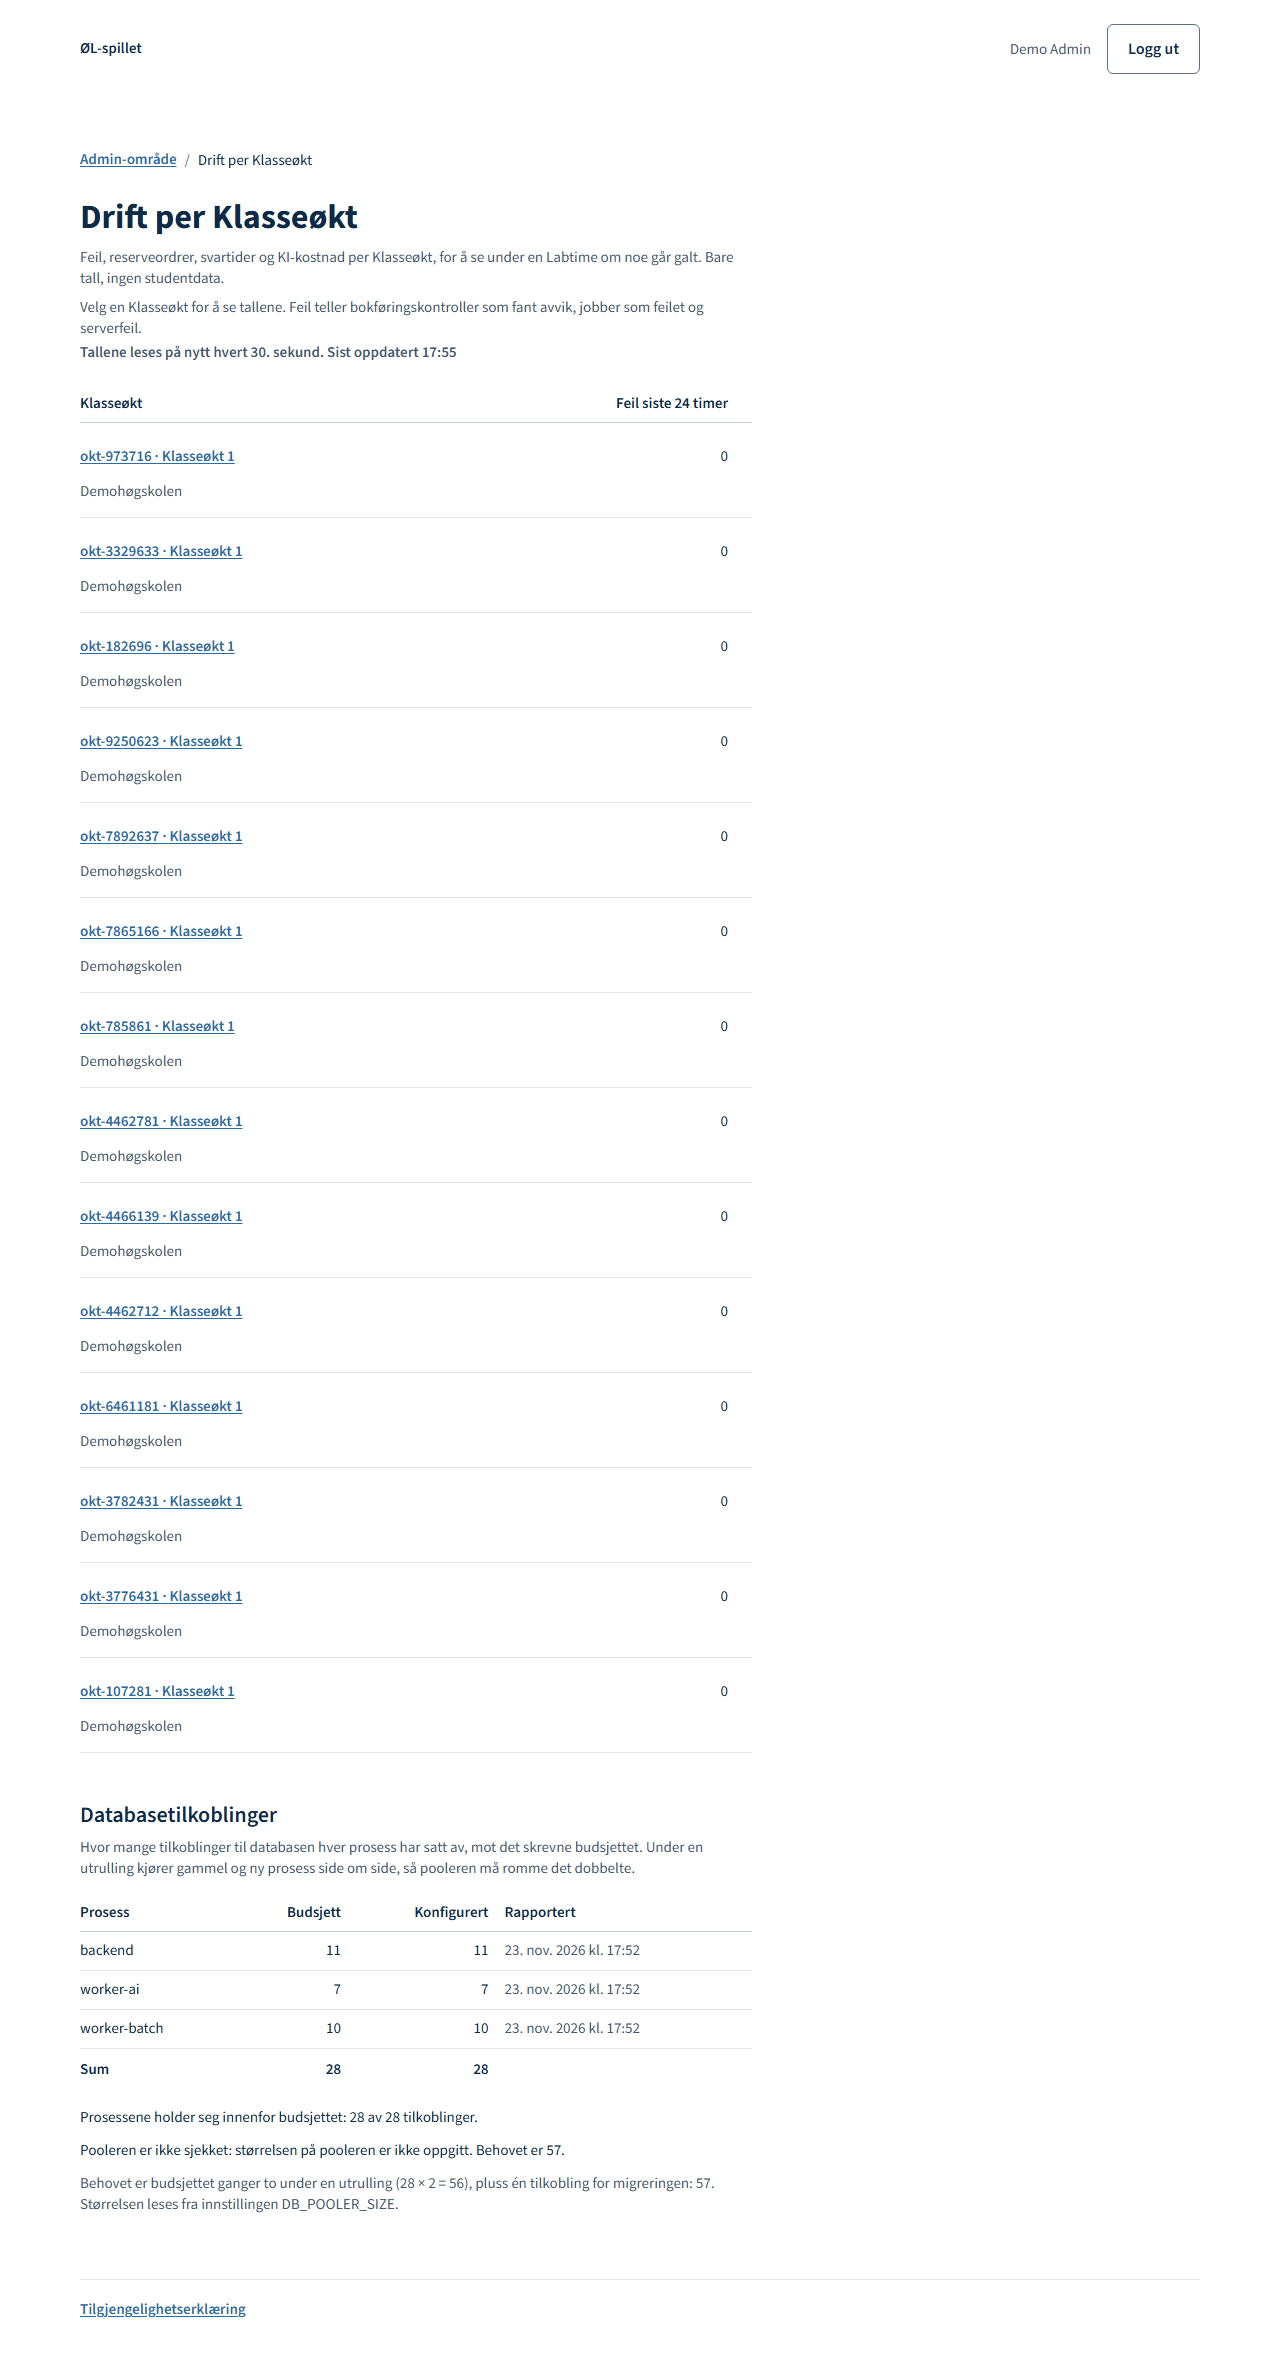 ØL-spillet
Demo Admin
Logg ut
Admin-område / Drift per Klasseøkt
Drift per Klasseøkt
Feil, reserveordrer, svartider og KI-kostnad per Klasseøkt, for å se under en Labtime om noe går galt. Bare
tall, ingen studentdata.
Velg en Klasseøkt for å se tallene. Feil teller bokføringskontroller som fant avvik, jobber som feilet og
serverfeil.
Tallene leses på nytt hvert 30. sekund. Sist oppdatert 17:55
Klasseøkt Feil siste 24 timer
okt-973716 · Klasseøkt 1 0
Demohøgskolen
okt-3329633 · Klasseøkt 1 0
Demohøgskolen
okt-182696 · Klasseøkt 1 0
Demohøgskolen
okt-9250623 · Klasseøkt 1 0
Demohøgskolen
okt-7892637 · Klasseøkt 1 0
Demohøgskolen
okt-7865166 · Klasseøkt 1 0
Demohøgskolen
okt-785861 · Klasseøkt 1 0
Demohøgskolen
okt-4462781 · Klasseøkt 1 0
Demohøgskolen
okt-4466139 · Klasseøkt 1 0
Demohøgskolen
okt-4462712 · Klasseøkt 1 0
Demohøgskolen
okt-6461181 · Klasseøkt 1 0
Demohøgskolen
okt-3782431 · Klasseøkt 1 0
Demohøgskolen
okt-3776431 · Klasseøkt 1 0
Demohøgskolen
okt-107281 · Klasseøkt 1 0
Demohøgskolen
Databasetilkoblinger
Hvor mange tilkoblinger til databasen hver prosess har satt av, mot det skrevne budsjettet. Under en
utrulling kjører gammel og ny prosess side om side, så pooleren må romme det dobbelte.
Prosess Budsjett Konfigurert Rapportert
backend 11 11 23. nov. 2026 kl. 17:52
worker-ai 7 7 23. nov. 2026 kl. 17:52
worker-batch 10 10 23. nov. 2026 kl. 17:52
Sum 28 28
Prosessene holder seg innenfor budsjettet: 28 av 28 tilkoblinger.
Pooleren er ikke sjekket: størrelsen på pooleren er ikke oppgitt. Behovet er 57.
Behovet er budsjettet ganger to under en utrulling (28 × 2 = 56), pluss én tilkobling for migreringen: 57.
Størrelsen leses fra innstillingen DB_POOLER_SIZE.
Tilgjengelighetserklæring